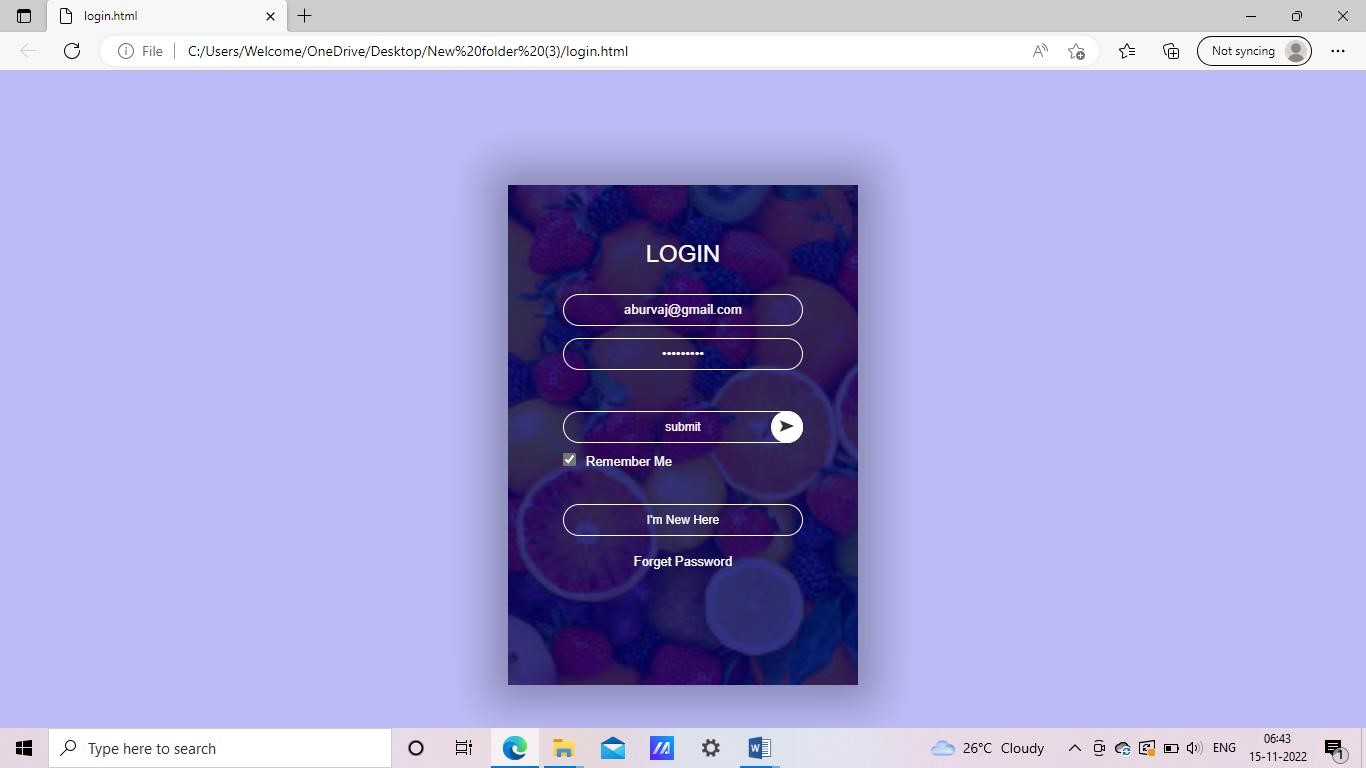 login.html
File
C:/Users/Welcome/OneDrive/Desktop/New%20folder%20(3)/login.html
Not syncing
LOGIN
aburvaj@gmail.com
•••••••••
submit
Remember Me
I'm New Here
Forget Password
Type here to search
26°C Cloudy
ENG
06:43
15-11-2022
1